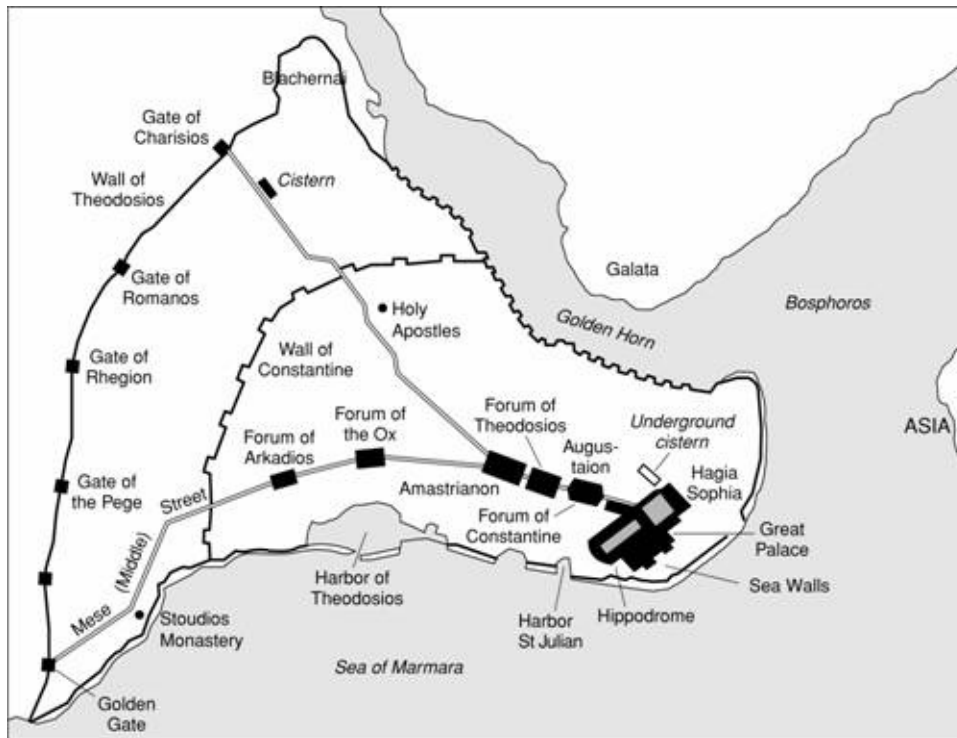 Blachernai
Gate of
Charisios
Cistern
Wall of
Theodosios
Galata
Bosphoros
Gate of
Romanos
Holy
Apostles
Golden Horn
Wall of
Constantine
Gate of
Rhegion
ASIA
Forum of
Theodosios
Underground
cistern
Forum of
the Ox
Forum of
Arkadios
Augus-
taion
Hagia
Sophia
Gate of
the Pege
Amastrianon
Forum of
Constantine
Great
Palace
Mese (Middle) Street
Harbor of
Theodosios
Sea Walls
Hippodrome
Harbor
St Julian
Stoudios
Monastery
Sea of Marmara
Golden
Gate